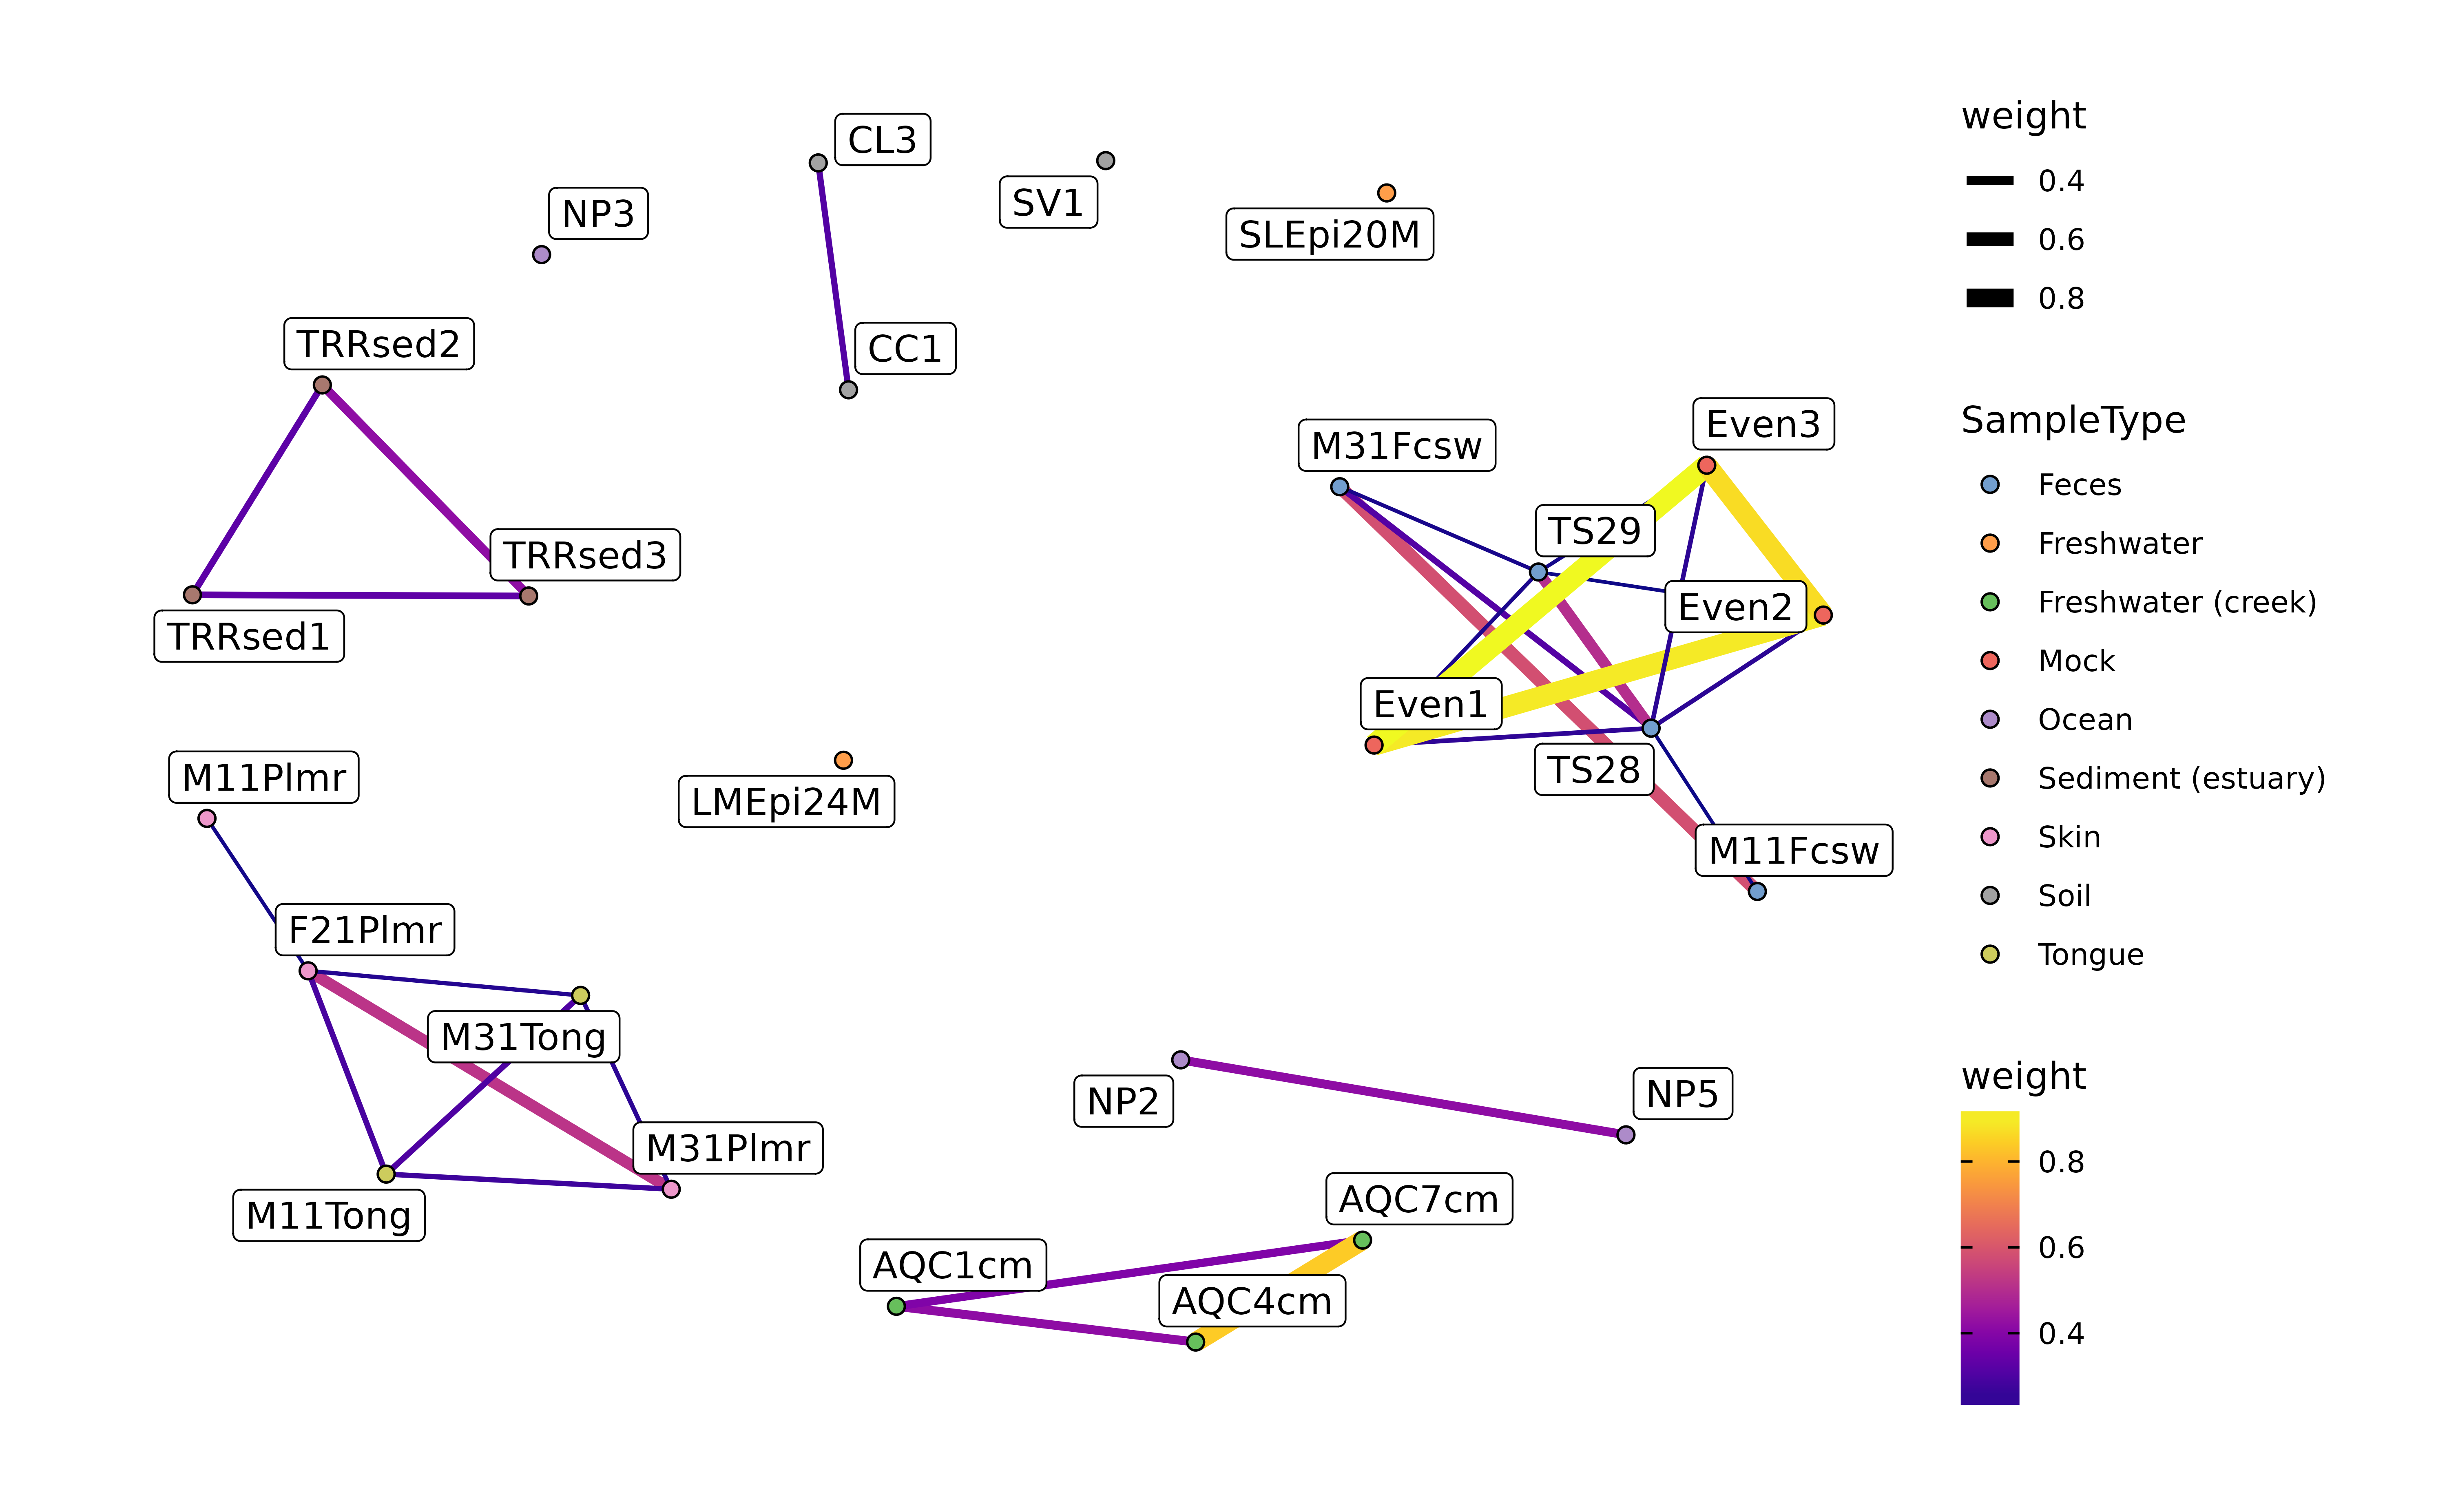 CL3
SV1
NP3
SLEpi20M
TRRsed2
CC1
M31Fcsw
Even3
TS29
TRRsed3
Even2
TRRsed1
Even1
M11Plmr
LMEpi24M
TS28
M11Fcsw
F21Plmr
M31Tong
NP2
NP5
M31Plmr
M11Tong
AQC7cm
AQC1cm
AQC4cm
weight
0.4
0.6
0.8
SampleType
Feces
Freshwater
Freshwater (creek)
Mock
Ocean
Sediment (estuary)
Skin
Soil
Tongue
weight
0.8
0.6
0.4